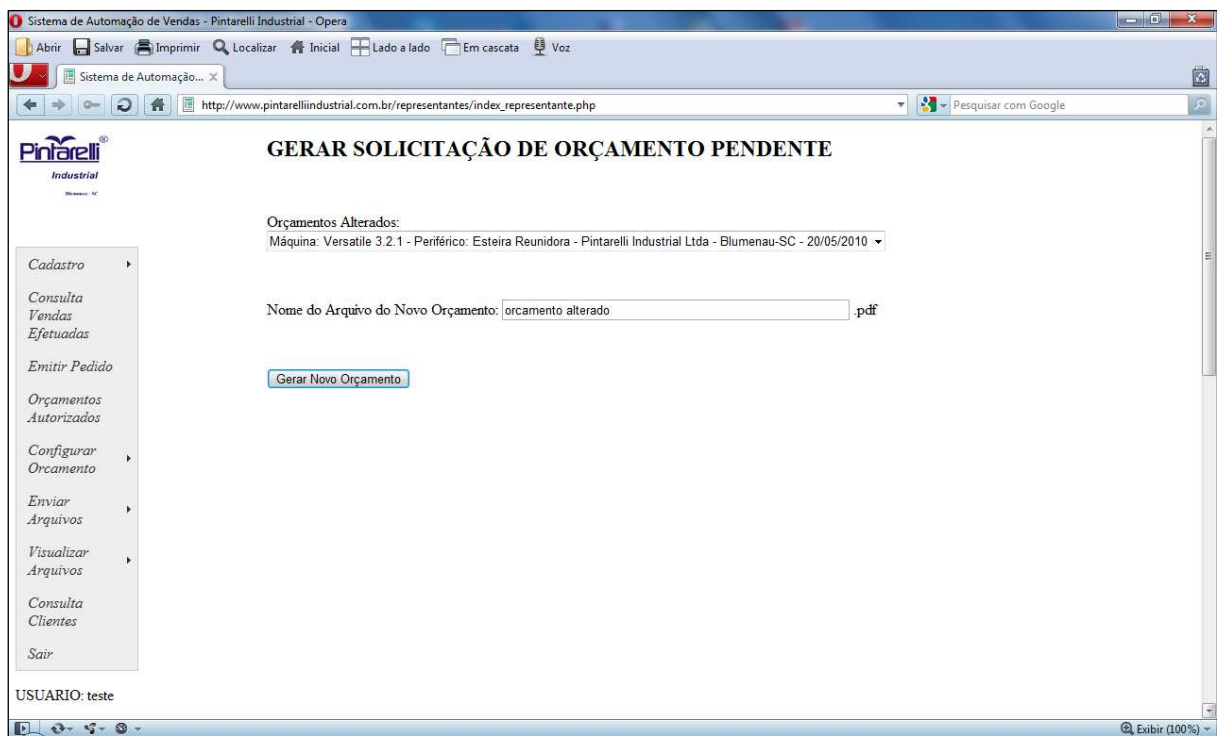 Sistema de Automação de Vendas - Pintarelli Industrial - Opera
Abrir Salvar Imprimir Localizar Inicial Lado a lado Em cascata Voz
Sistema de Automação...
http://www.pintarelliindustrial.com.br/representantes/index_representante.php
Pesquisar com Google
Pintarelli®
Industrial
Blumenau - SC
GERAR SOLICITAÇÃO DE ORÇAMENTO PENDENTE
Orçamentos Alterados:
Máquina: Versatile 3.2.1 - Periférico: Esteira Reunidora - Pintarelli Industrial Ltda - Blumenau-SC - 20/05/2010
Nome do Arquivo do Novo Orçamento: orcamento alterado .pdf
Gerar Novo Orçamento
Cadastro
Consulta
Vendas
Efetuadas
Emitir Pedido
Orçamentos
Autorizados
Configurar
Orcamento
Enviar
Arquivos
Visualizar
Arquivos
Consulta
Clientes
Sair
USUARIO: teste
Exibir (100%)